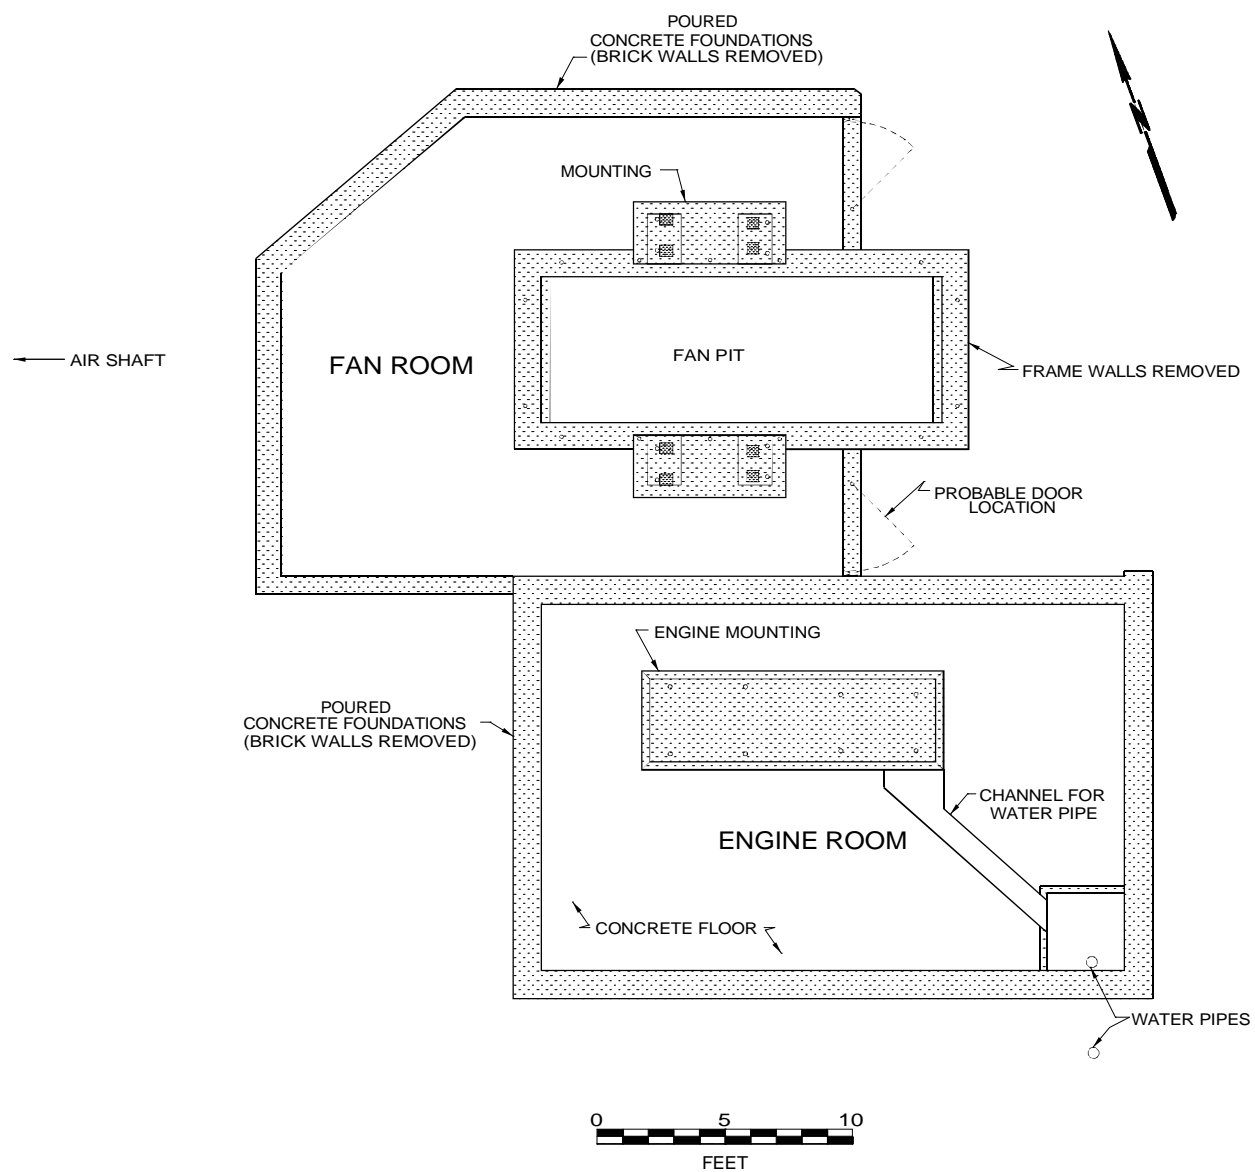 POURED
CONCRETE FOUNDATIONS
(BRICK WALLS REMOVED)
MOUNTING
N
AIR SHAFT
FAN ROOM
FAN PIT
FRAME WALLS REMOVED
PROBABLE DOOR
LOCATION
ENGINE MOUNTING
POURED
CONCRETE FOUNDATIONS
(BRICK WALLS REMOVED)
CHANNEL FOR
WATER PIPE
ENGINE ROOM
CONCRETE FLOOR
WATER PIPES
0 5 10
FEET